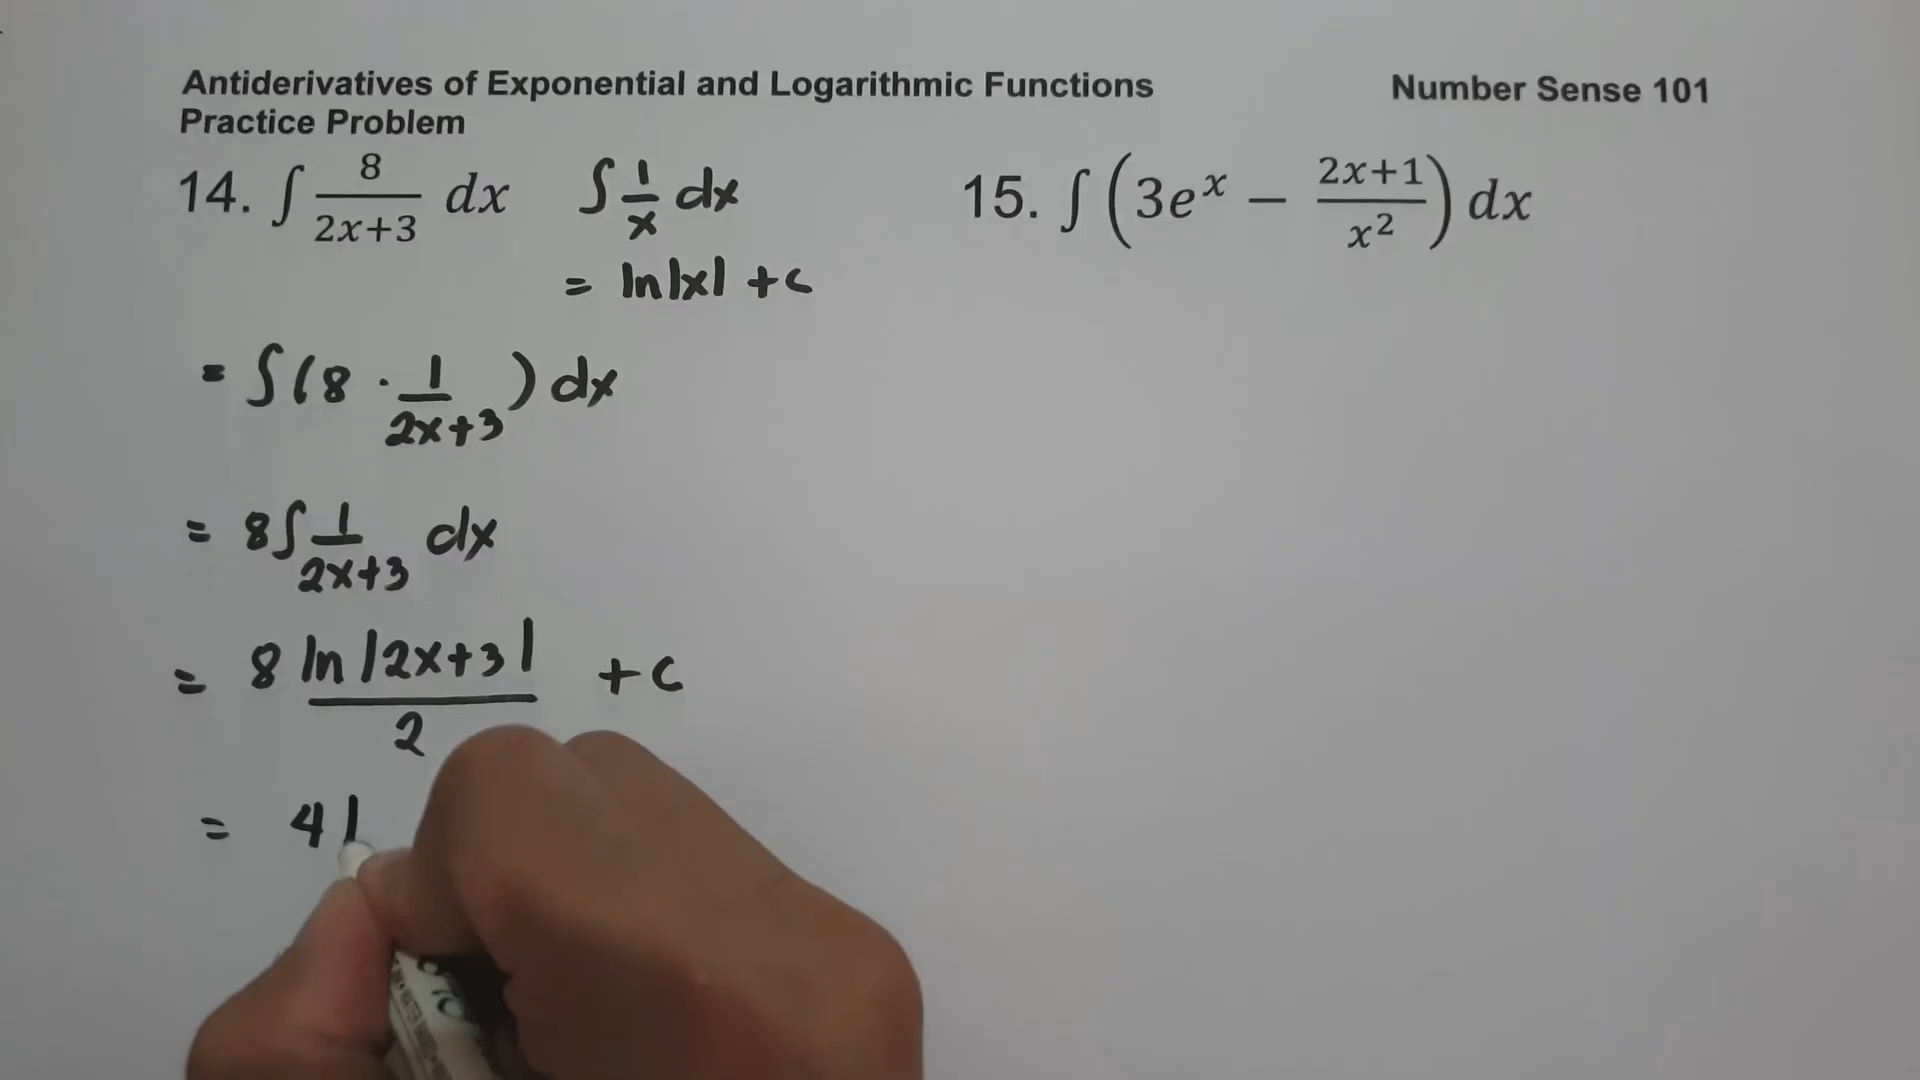 Antiderivatives of Exponential and Logarithmic Functions
Number Sense 101
Practice Problem
14. ∫ 8/(2x+3) dx
∫ 1/x dx
= ln|x| + c
= ∫(8 · 1/(2x+3)) dx
= 8∫ 1/(2x+3) dx
= 8 ln|2x+3|/2 + c
= 4 l
15. ∫ (3eˣ − (2x+1)/x²) dx